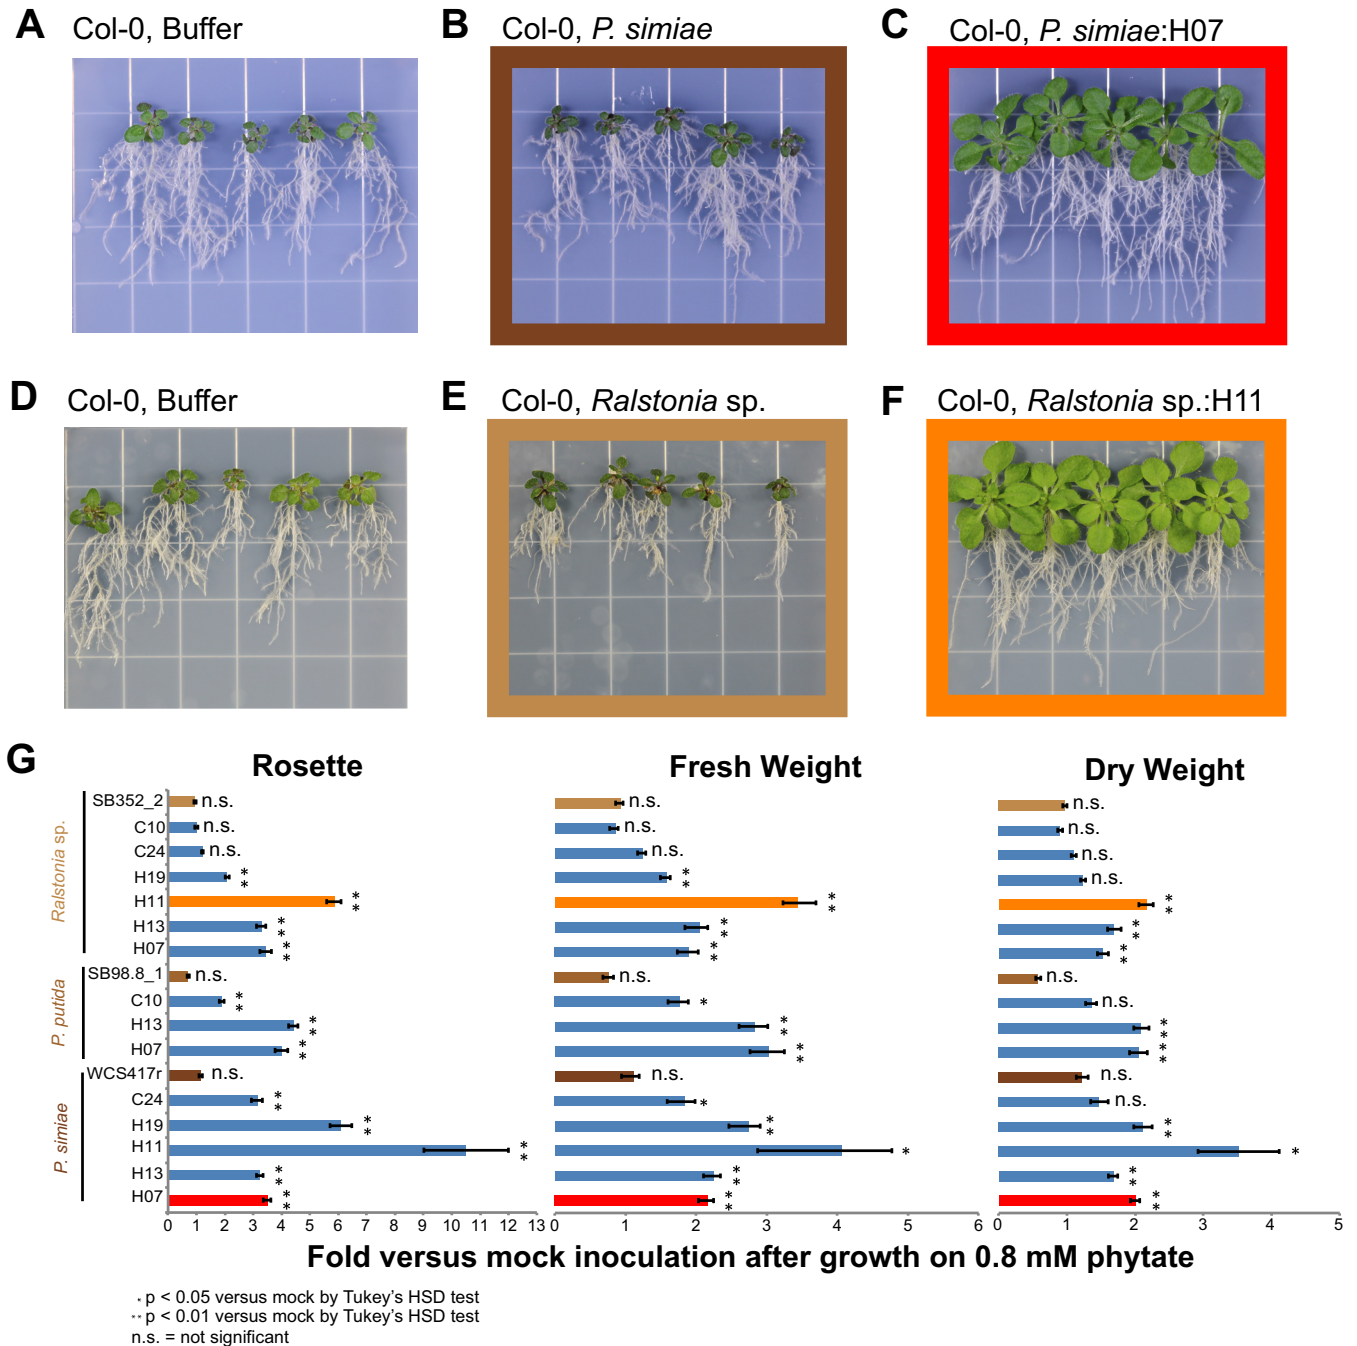 A Col-0, Buffer
B Col-0, P. simiae
C Col-0, P. simiae:H07
D Col-0, Buffer
E Col-0, Ralstonia sp.
F Col-0, Ralstonia sp.:H11
G
Rosette
Fresh Weight
Dry Weight
Ralstonia sp.
SB352_2 n.s. n.s. n.s.
C10 n.s. n.s. n.s.
C24 n.s. n.s. n.s.
H19 ** ** n.s.
H11 ** ** **
H13 ** ** **
H07 ** ** **
P. putida
SB98.8_1 n.s. n.s. n.s.
C10 ** * n.s.
H13 ** ** **
H07 ** ** **
P. simiae
WCS417r n.s. n.s. n.s.
C24 ** * n.s.
H19 ** ** **
H11 ** * *
H13 ** ** **
H07 ** ** **
0 1 2 3 4 5 6 7 8 9 10 11 12 13
0 1 2 3 4 5 6
0 1 2 3 4 5
Fold versus mock inoculation after growth on 0.8 mM phytate
* p < 0.05 versus mock by Tukey's HSD test
** p < 0.01 versus mock by Tukey's HSD test
n.s. = not significant